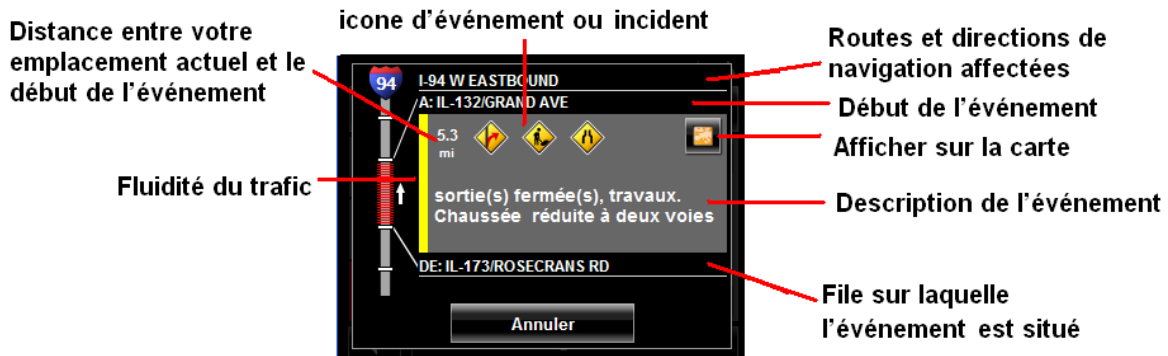 icone d'événement ou incident
Distance entre votre
emplacement actuel et le
début de l'événement
Fluidité du trafic
94
I-94 W EASTBOUND
A: IL-132/GRAND AVE
5.3
mi
sortie(s) fermée(s), travaux.
Chaussée réduite à deux voies
DE: IL-173/ROSECRANS RD
Annuler
Routes et directions de
navigation affectées
Début de l'événement
Afficher sur la carte
Description de l'événement
File sur laquelle
l'événement est situé